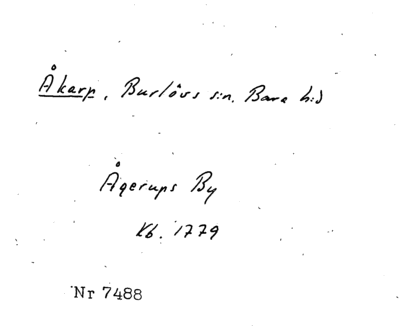 Åkarp, Burlövs s:n. Bara h:d
Ågerups By
Kb. 1779
Nr 7488